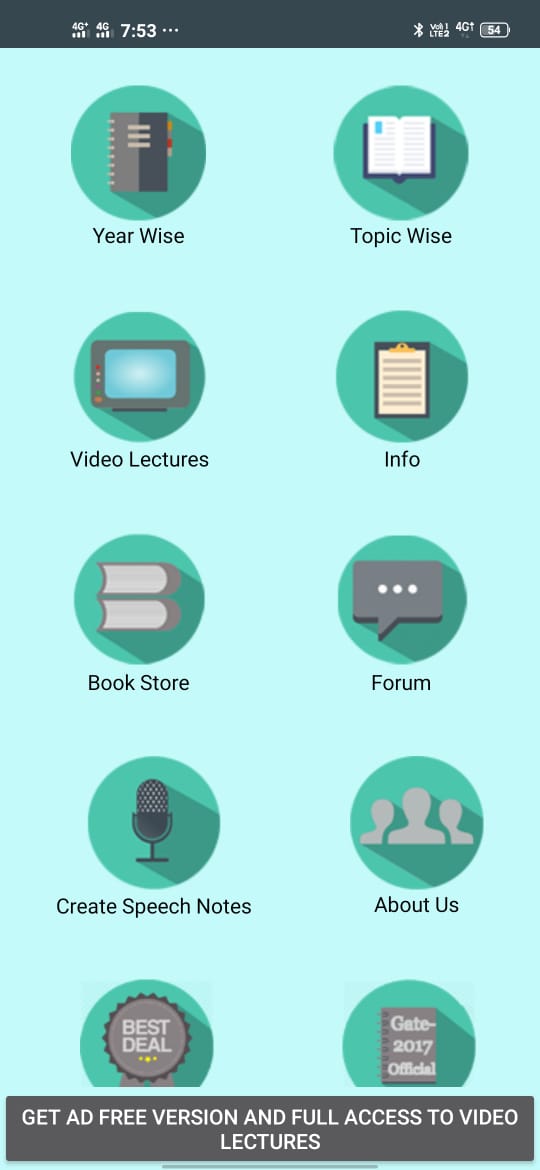 4G+ 4G 7:53 ... Vo)) 1 LTE2 4G↑ 54
Year Wise Topic Wise
Video Lectures Info
Book Store Forum
Create Speech Notes About Us
BEST
DEAL
Gate-
2017
Official
GET AD FREE VERSION AND FULL ACCESS TO VIDEO
LECTURES